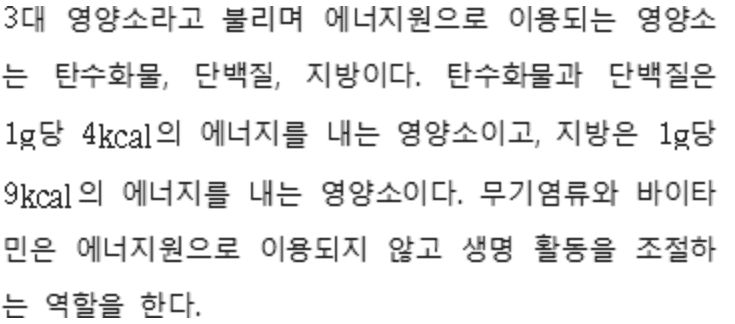 3대 영양소라고 불리며 에너지원으로 이용되는 영양소
는 탄수화물, 단백질, 지방이다. 탄수화물과 단백질은
1g당 4kcal의 에너지를 내는 영양소이고, 지방은 1g당
9kcal의 에너지를 내는 영양소이다. 무기염류와 바이타
민은 에너지원으로 이용되지 않고 생명 활동을 조절하
는 역할을 한다.